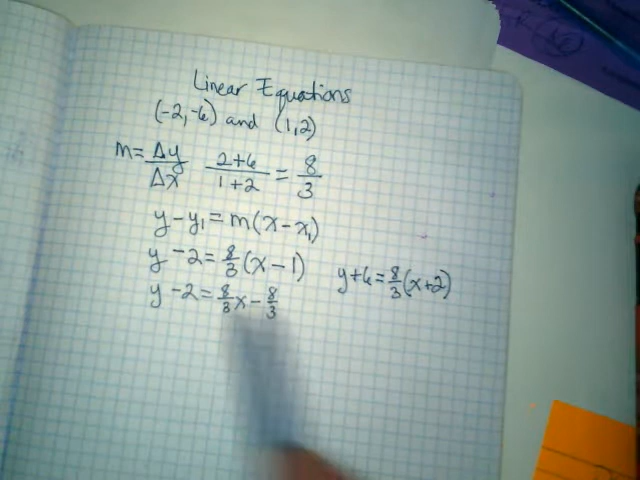 Linear Equations
(-2,-6) and (1,2)
m = Δy/Δx  2+6/1+2 = 8/3
y - y₁ = m(x - x₁)
y - 2 = 8/3 (x - 1)  y+6 = 8/3 (x+2)
y - 2 = 8/3 x - 8/3